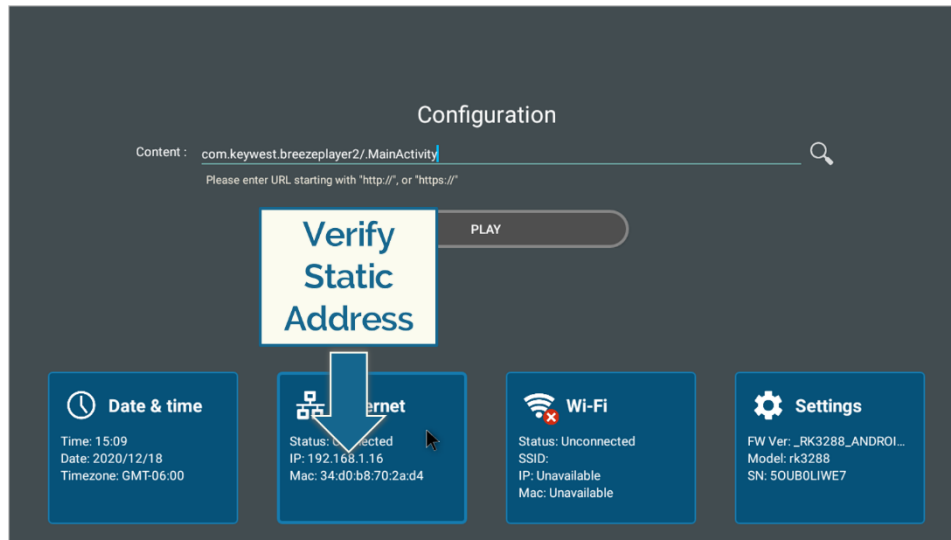 Configuration
Content :
com.keywest.breezeplayer2/.MainActivity
Please enter URL starting with "http://", or "https://"
PLAY
Verify
Static
Address
Date & time
Time: 15:09
Date: 2020/12/18
Timezone: GMT-06:00
ernet
Status: C nected
IP: 192.168.1.16
Mac: 34:d0:b8:70:2a:d4
Wi-Fi
Status: Unconnected
SSID:
IP: Unavailable
Mac: Unavailable
Settings
FW Ver: _RK3288_ANDROI...
Model: rk3288
SN: 5OUB0LIWE7